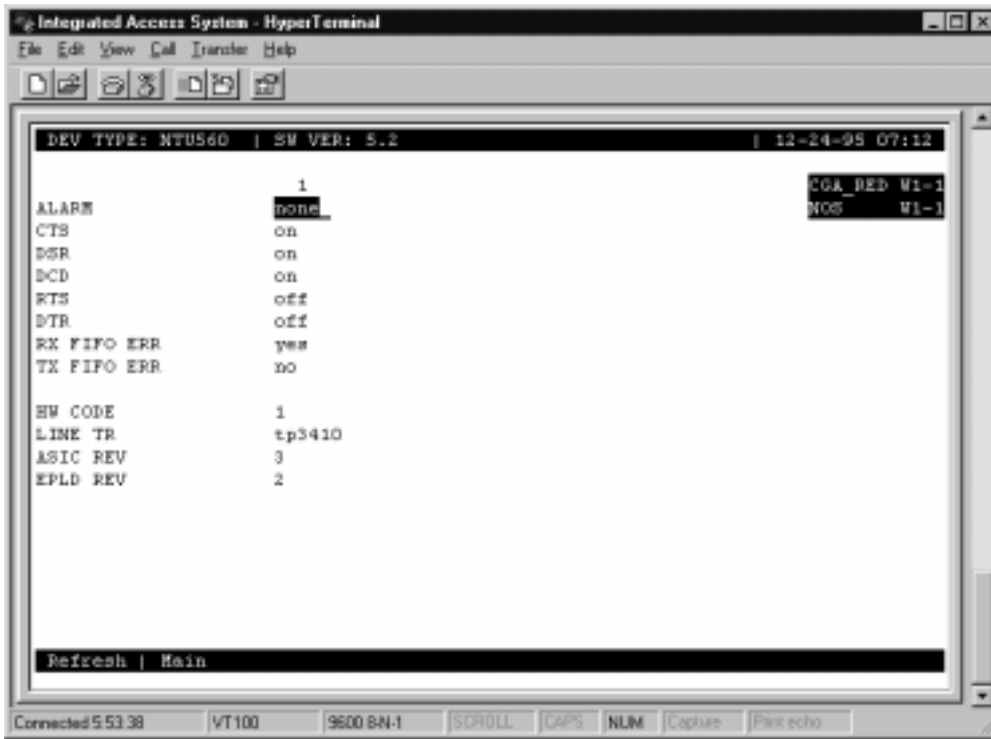 Integrated Access System - HyperTerminal
File Edit View Call Transfer Help
DEV TYPE: NTU560 | SW VER: 5.2 | 12-24-95 07:12
1 CGA_RED W1-1
ALARM none NOS W1-1
CTS on
DSR on
DCD on
RTS off
DTR off
RX FIFO ERR yes
TX FIFO ERR no
HW CODE 1
LINE TR tp3410
ASIC REV 3
EPLD REV 2
Refresh | Main
Connected 5:53:38 VT100 9600 8-N-1 SCROLL CAPS NUM Capture Print echo